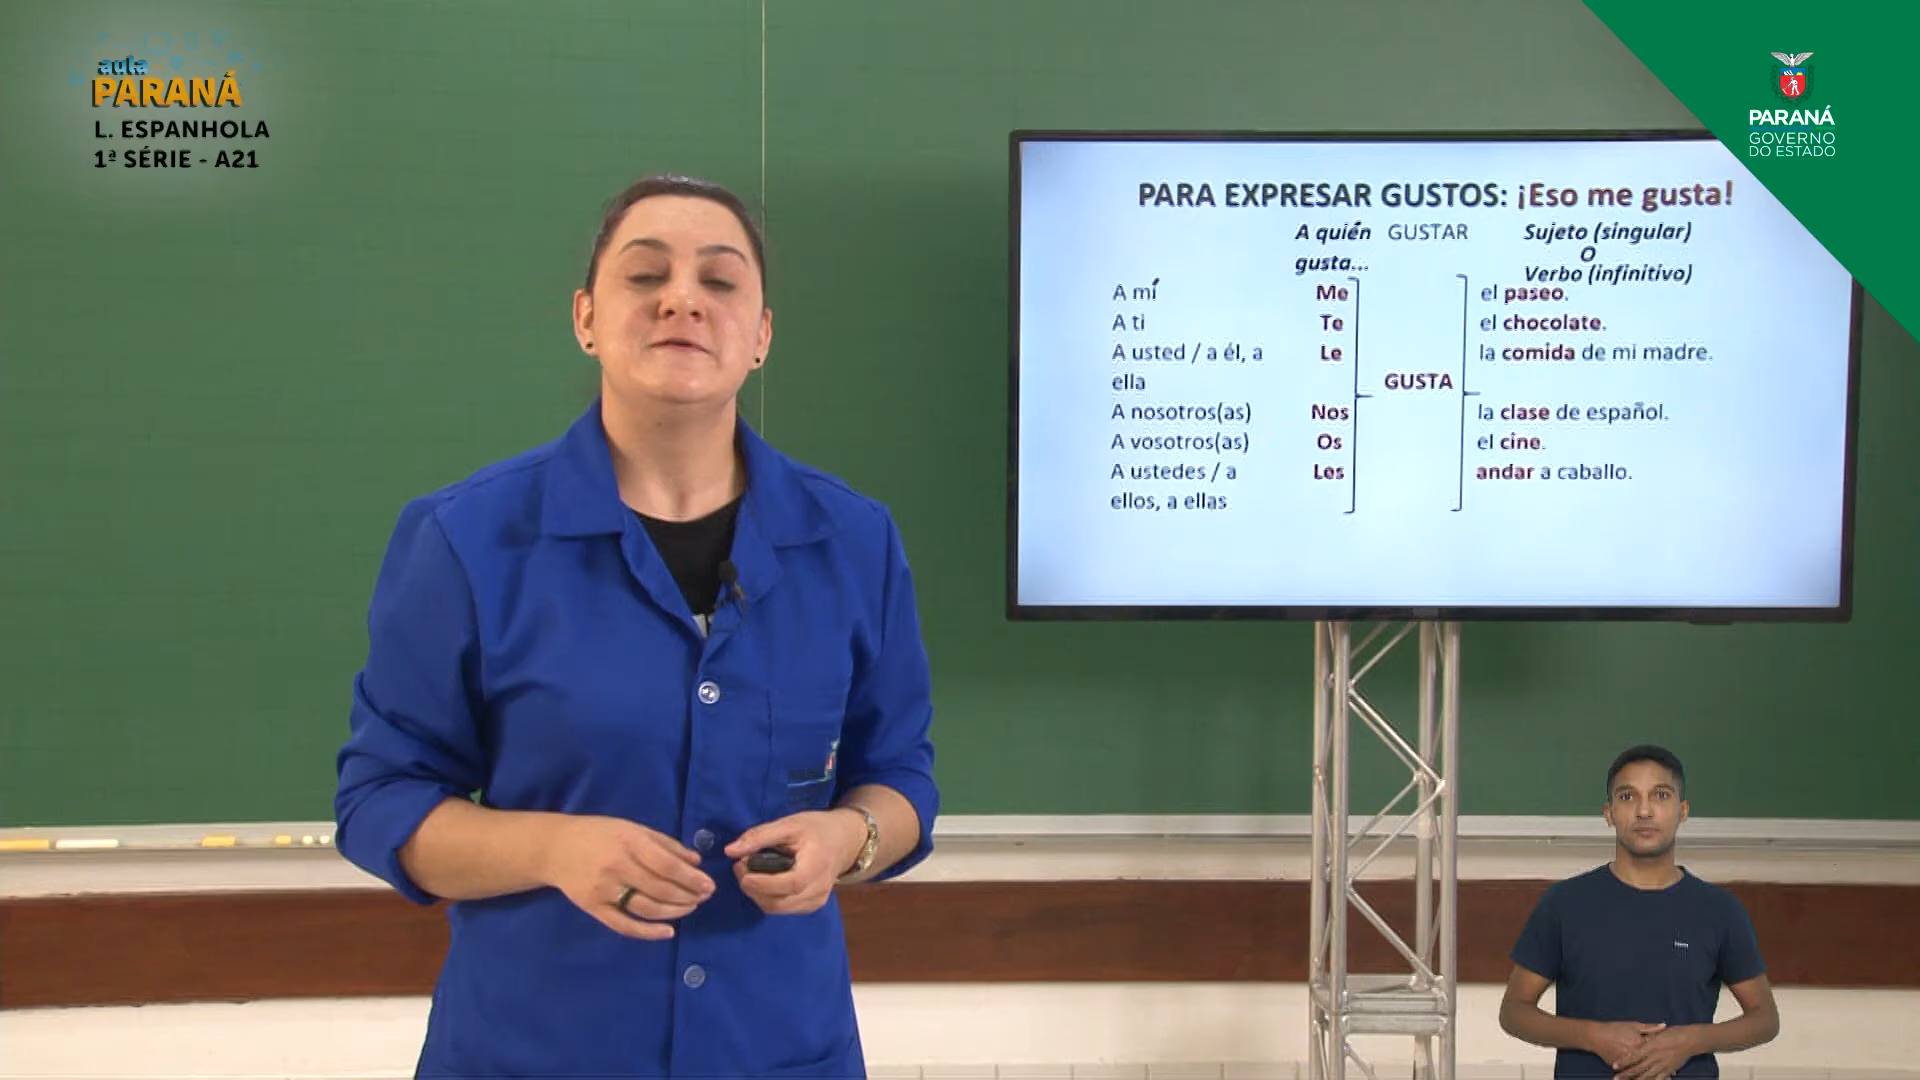 aula
PARANÁ
L. ESPANHOLA
1ª SÉRIE - A21
PARANÁ
GOVERNO
DO ESTADO
PARA EXPRESAR GUSTOS: ¡Eso me gusta!
A quién GUSTAR Sujeto (singular)
O
gusta... Verbo (infinitivo)
A mí Me el paseo.
A ti Te el chocolate.
A usted / a él, a Le la comida de mi madre.
ella GUSTA
A nosotros(as) Nos la clase de español.
A vosotros(as) Os el cine.
A ustedes / a Les andar a caballo.
ellos, a ellas